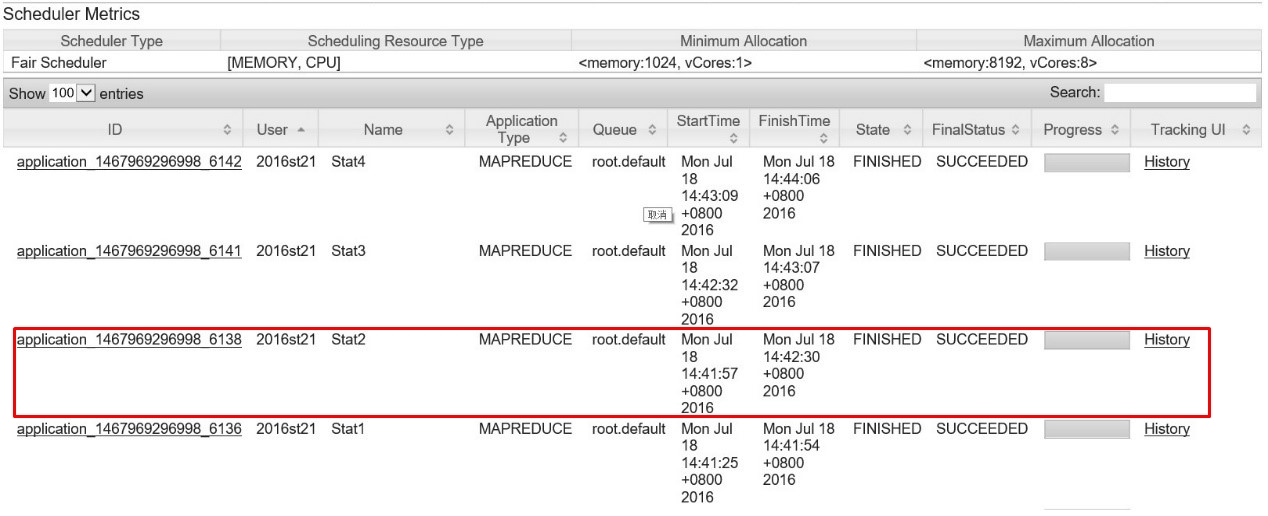 Scheduler Metrics
Scheduler Type Scheduling Resource Type Minimum Allocation Maximum Allocation
Fair Scheduler [MEMORY, CPU] <memory:1024, vCores:1> <memory:8192, vCores:8>
Show 100 entries Search:
ID User Name Application Type Queue StartTime FinishTime State FinalStatus Progress Tracking UI
application_1467969296998_6142 2016st21 Stat4 MAPREDUCE root.default Mon Jul Mon Jul 18 FINISHED SUCCEEDED History
18 14:44:06
14:43:09 +0800
取消 +0800 2016
2016
application_1467969296998_6141 2016st21 Stat3 MAPREDUCE root.default Mon Jul Mon Jul 18 FINISHED SUCCEEDED History
18 14:43:07
14:42:32 +0800
+0800 2016
2016
application_1467969296998_6138 2016st21 Stat2 MAPREDUCE root.default Mon Jul Mon Jul 18 FINISHED SUCCEEDED History
18 14:42:30
14:41:57 +0800
+0800 2016
2016
application_1467969296998_6136 2016st21 Stat1 MAPREDUCE root.default Mon Jul Mon Jul 18 FINISHED SUCCEEDED History
18 14:41:54
14:41:25 +0800
+0800 2016
2016